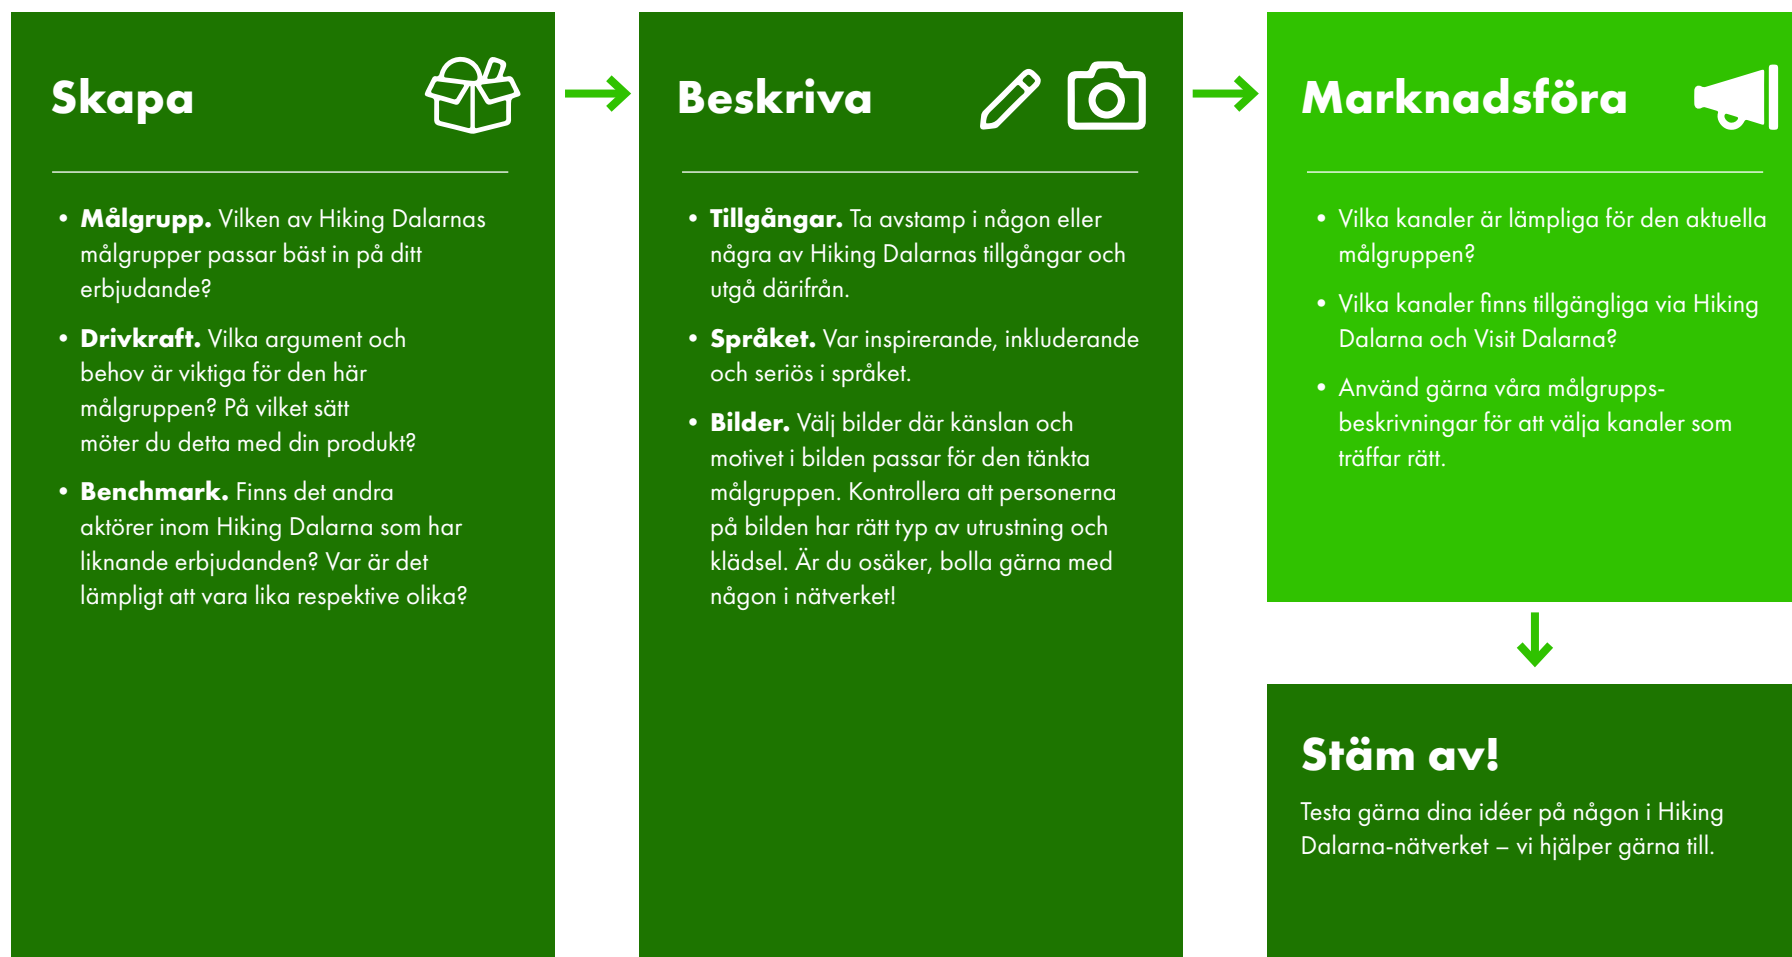 Skapa
• Målgrupp. Vilken av Hiking Dalarnas
målgrupper passar bäst in på ditt
erbjudande?
• Drivkraft. Vilka argument och
behov är viktiga för den här
målgruppen? På vilket sätt
möter du detta med din produkt?
• Benchmark. Finns det andra
aktörer inom Hiking Dalarna som har
liknande erbjudanden? Var är det
lämpligt att vara lika respektive olika?
Beskriva
• Tillgångar. Ta avstamp i någon eller
några av Hiking Dalarnas tillgångar och
utgå därifrån.
• Språket. Var inspirerande, inkluderande
och seriös i språket.
• Bilder. Välj bilder där känslan och
motivet i bilden passar för den tänkta
målgruppen. Kontrollera att personerna
på bilden har rätt typ av utrustning och
klädsel. Är du osäker, bolla gärna med
någon i nätverket!
Marknadsföra
• Vilka kanaler är lämpliga för den aktuella
målgruppen?
• Vilka kanaler finns tillgängliga via Hiking
Dalarna och Visit Dalarna?
• Använd gärna våra målgrupps-
beskrivningar för att välja kanaler som
träffar rätt.
Stäm av!
Testa gärna dina idéer på någon i Hiking
Dalarna-nätverket – vi hjälper gärna till.